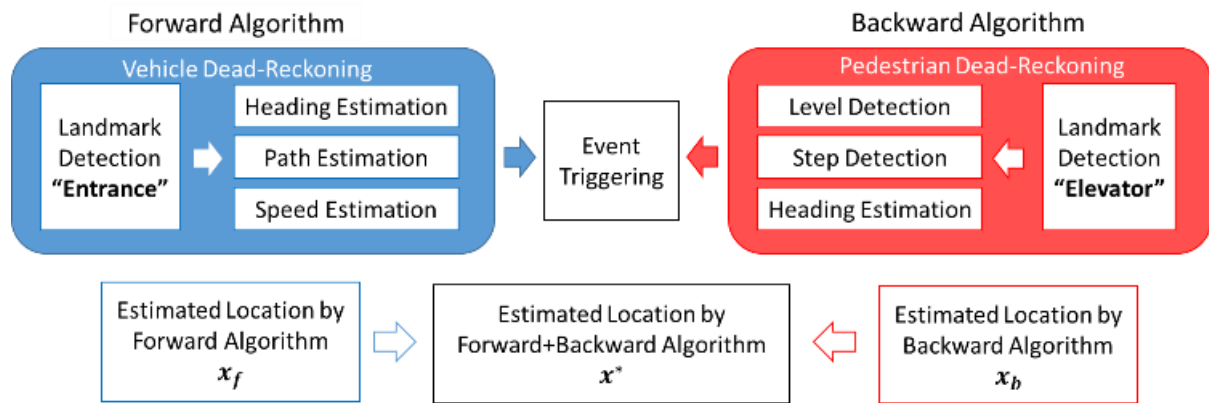 Forward Algorithm
Vehicle Dead-Reckoning
Landmark
Detection
“Entrance”
Heading Estimation
Path Estimation
Speed Estimation
Event
Triggering
Backward Algorithm
Pedestrian Dead-Reckoning
Level Detection
Step Detection
Heading Estimation
Landmark
Detection
“Elevator”
Estimated Location by
Forward Algorithm
x_f
Estimated Location by
Forward+Backward Algorithm
x*
Estimated Location by
Backward Algorithm
x_b